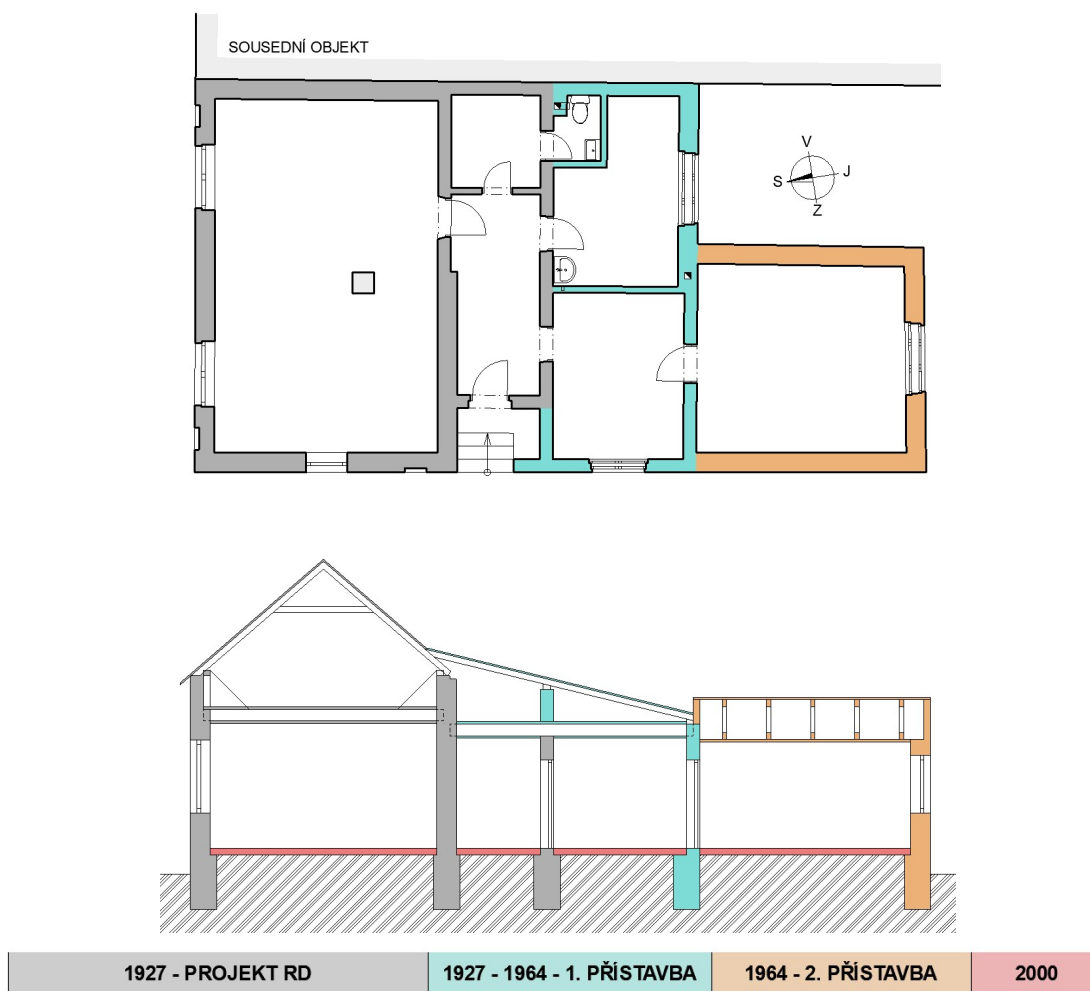 SOUSEDNÍ OBJEKT
V
S J
Z
1927 - PROJEKT RD 1927 - 1964 - 1. PŘÍSTAVBA 1964 - 2. PŘÍSTAVBA 2000